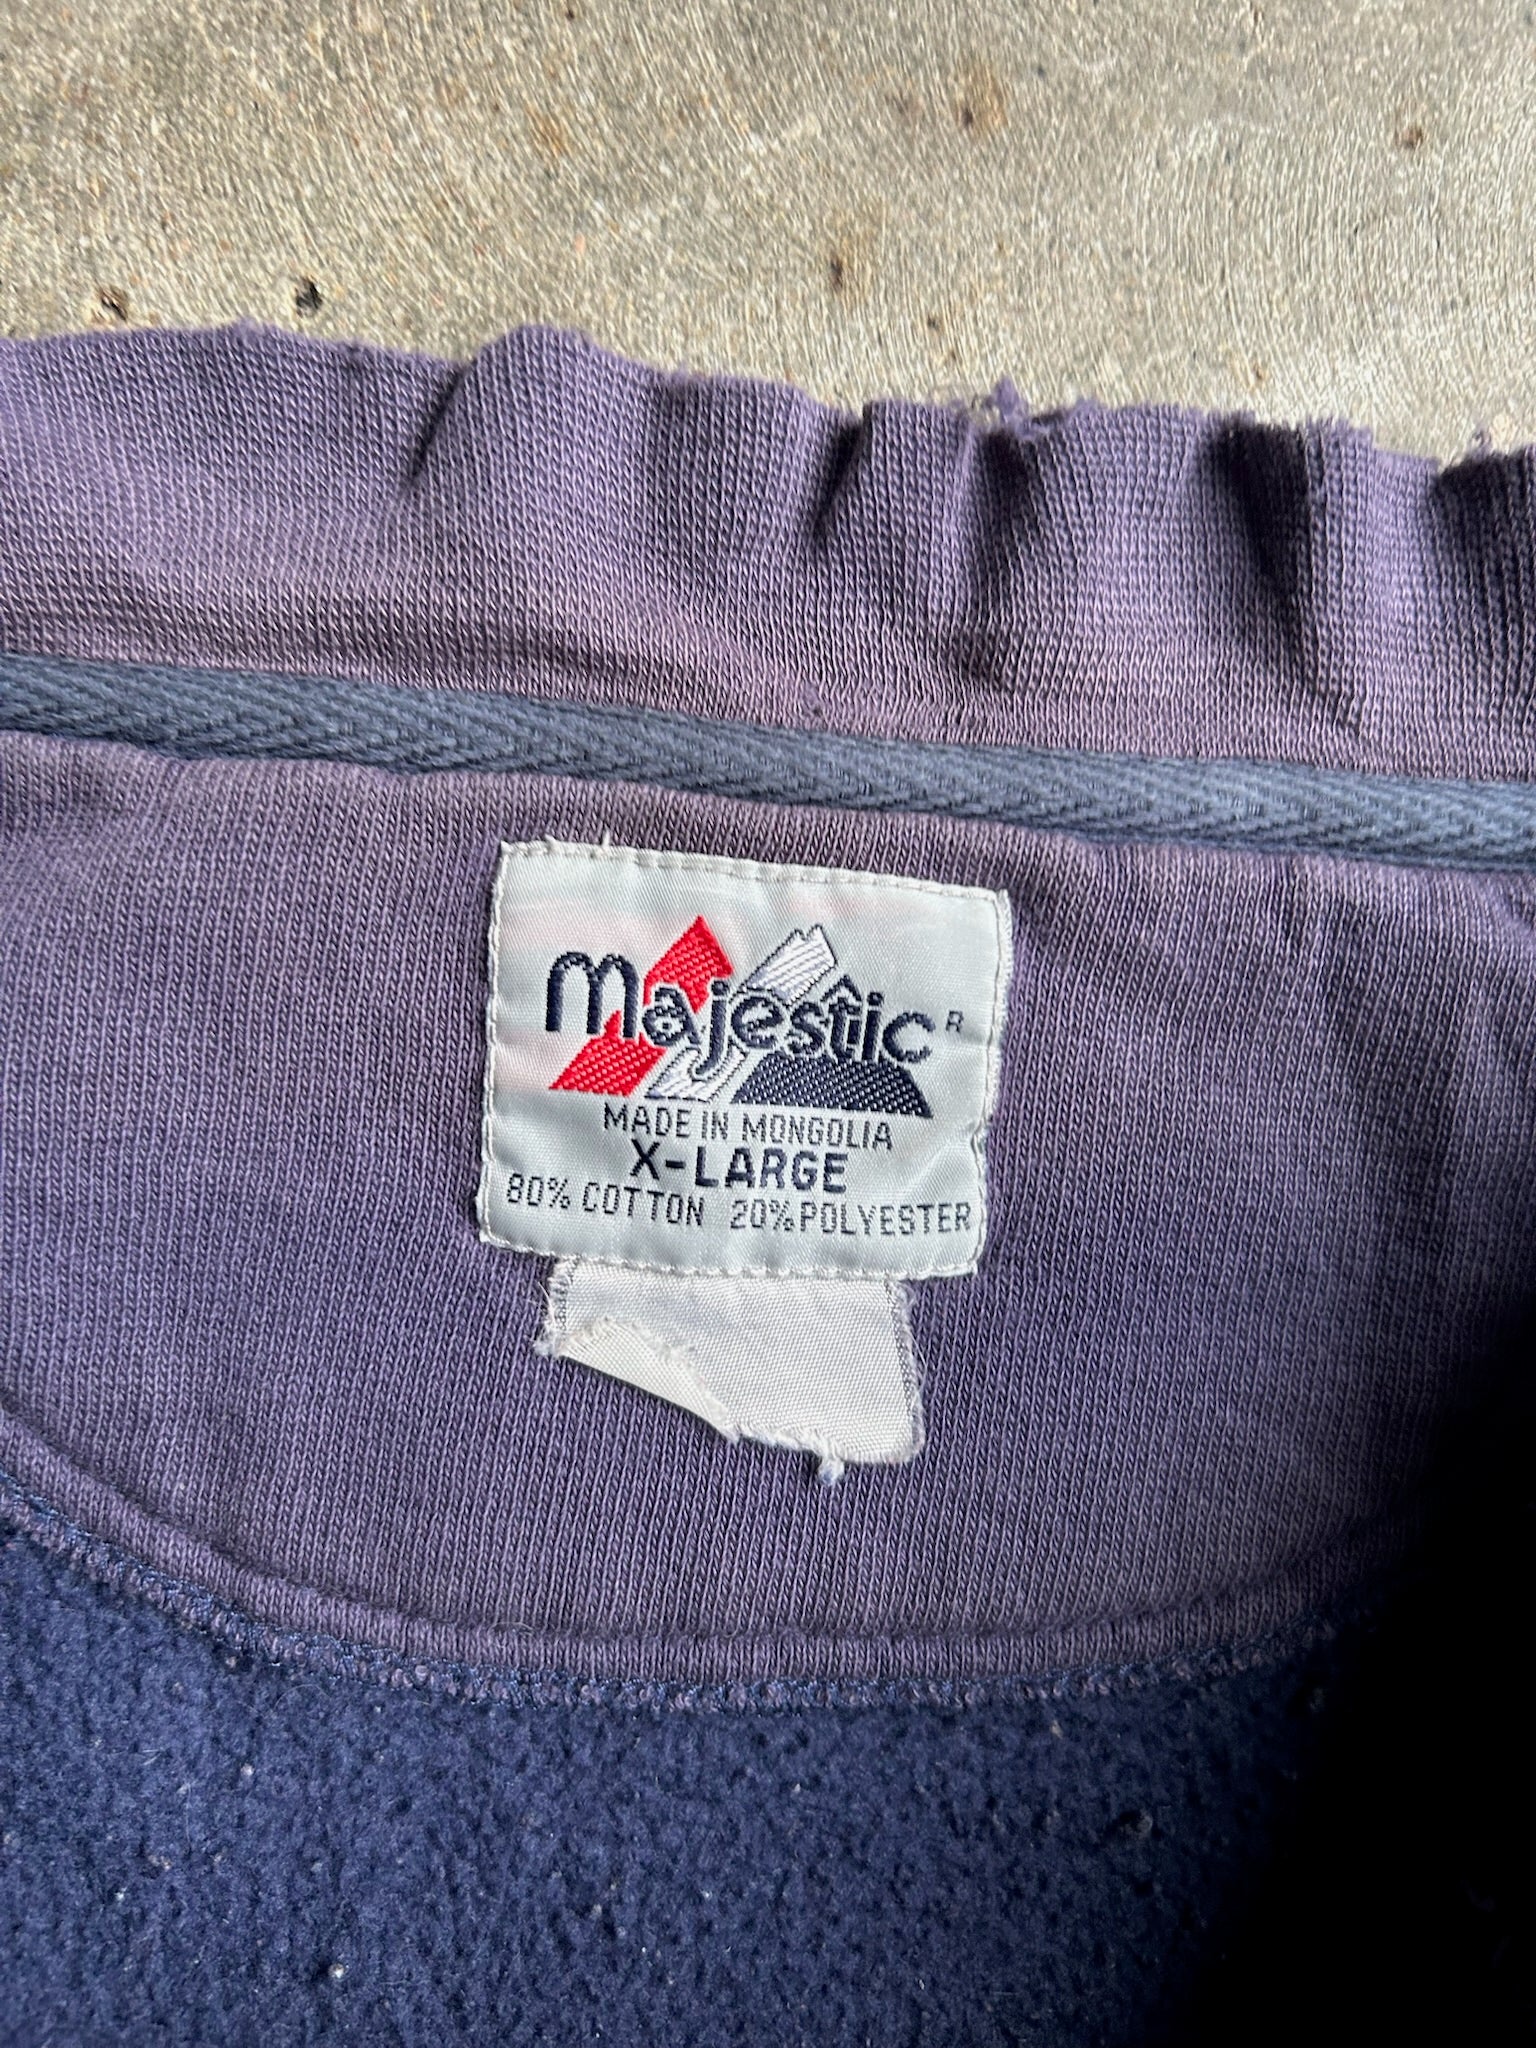 Majestic R
MADE IN MONGOLIA
X-LARGE
80% COTTON 20% POLYESTER